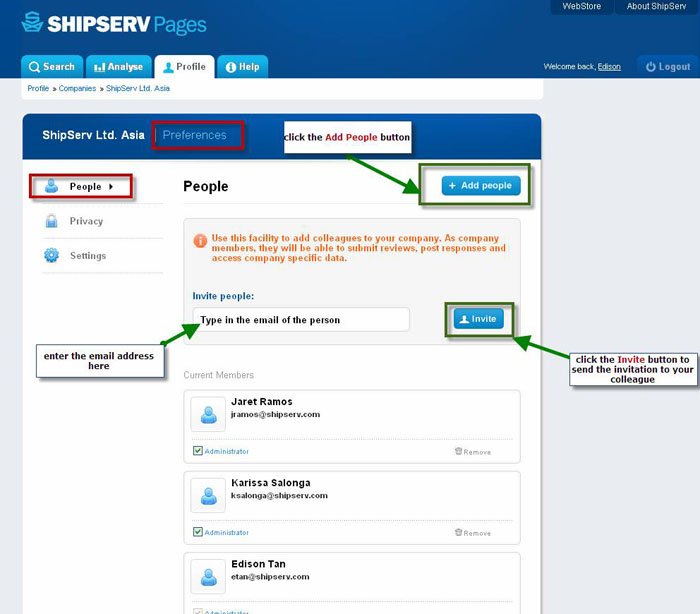 WebStore
About ShipServ
SHIPSERV Pages
Search
Analyse
Profile
Help
Welcome back, Edison
Logout
Profile » Companies » ShipServ Ltd. Asia
ShipServ Ltd. Asia
Preferences
click the Add People button
People
People
+ Add people
Privacy
Settings
Use this facility to add colleagues to your company. As company
members, they will be able to submit reviews, post responses and
access company specific data.
Invite people:
Type in the email of the person
Invite
enter the email address
here
click the Invite button to
send the invitation to your
colleague
Current Members
Jaret Ramos
jramos@shipserv.com
Administrator
Remove
Karissa Salonga
ksalonga@shipserv.com
Administrator
Remove
Edison Tan
etan@shipserv.com
Administrator